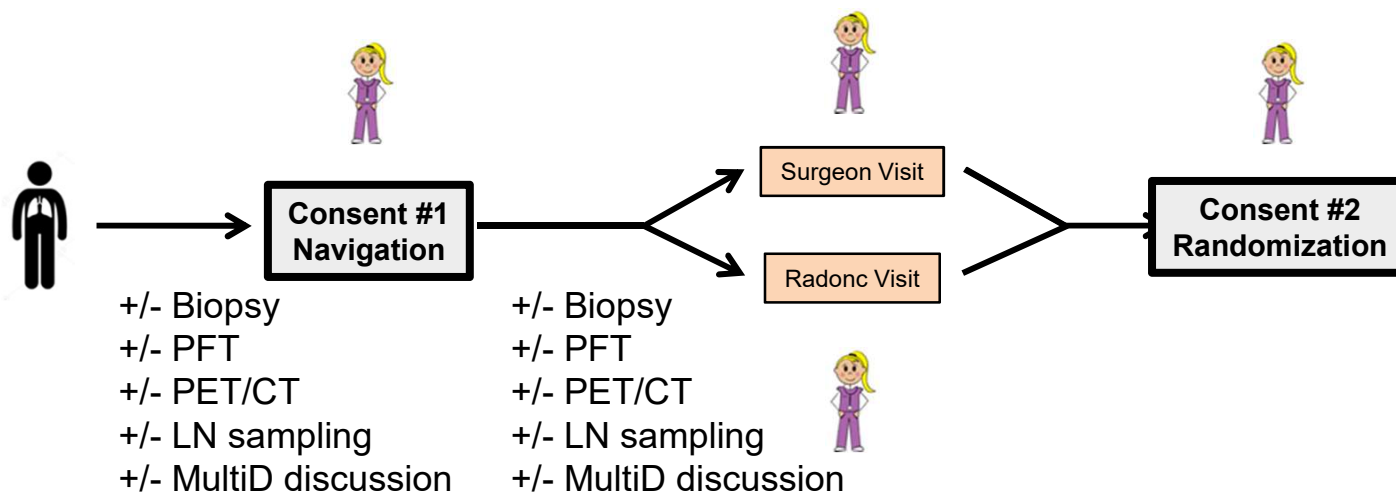 Consent #1
Navigation
Surgeon Visit
Radonc Visit
Consent #2
Randomization
+/- Biopsy
+/- PFT
+/- PET/CT
+/- LN sampling
+/- MultiD discussion
+/- Biopsy
+/- PFT
+/- PET/CT
+/- LN sampling
+/- MultiD discussion